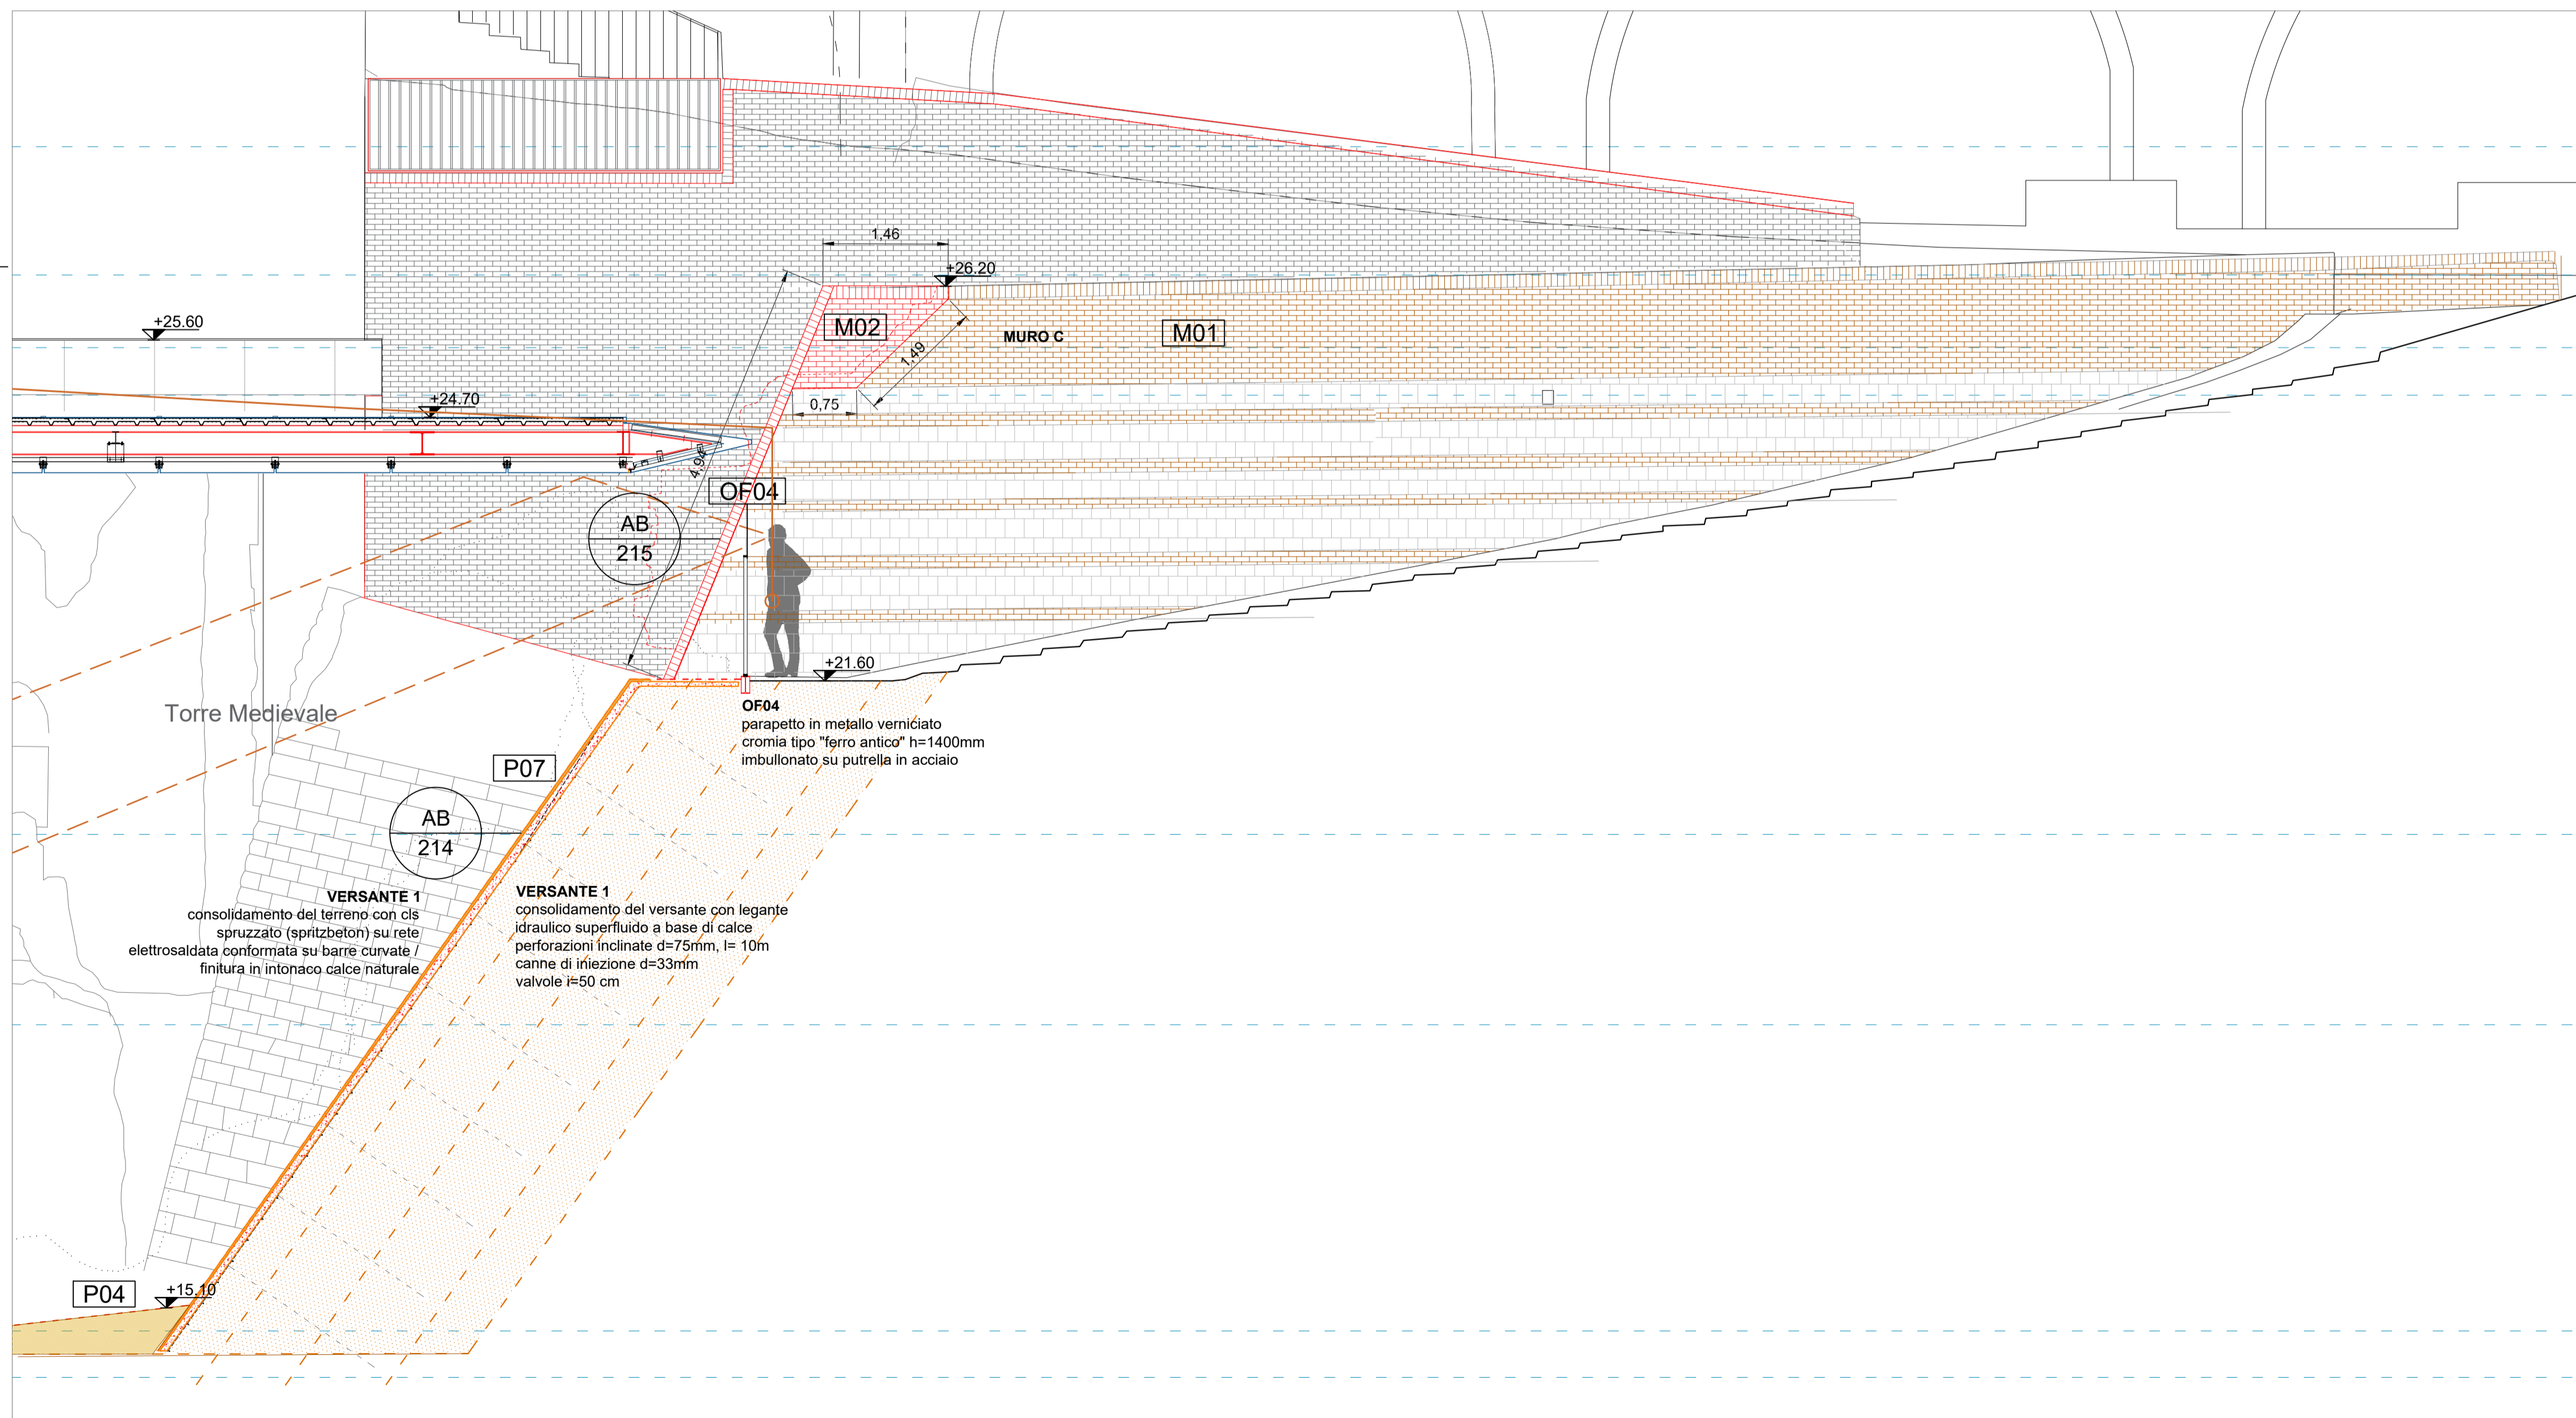 1,46
+26.20
+25.60
M02
MURO C
M01
1,49
+24.70
0,75
4,94
OF04
AB
215
+21.60
Torre Medievale
OF04
parapetto in metallo verniciato
cromia tipo "ferro antico" h=1400mm
imbullonato su putrella in acciaio
P07
AB
214
VERSANTE 1
consolidamento del terreno con cls
spruzzato (spritzbeton) su rete
elettrosaldata conformata su barre curvate /
finitura in intonaco calce naturale
VERSANTE 1
consolidamento del versante con legante
idraulico superfluido a base di calce
perforazioni inclinate d=75mm, l= 10m
canne di iniezione d=33mm
valvole i=50 cm
P04
+15.10